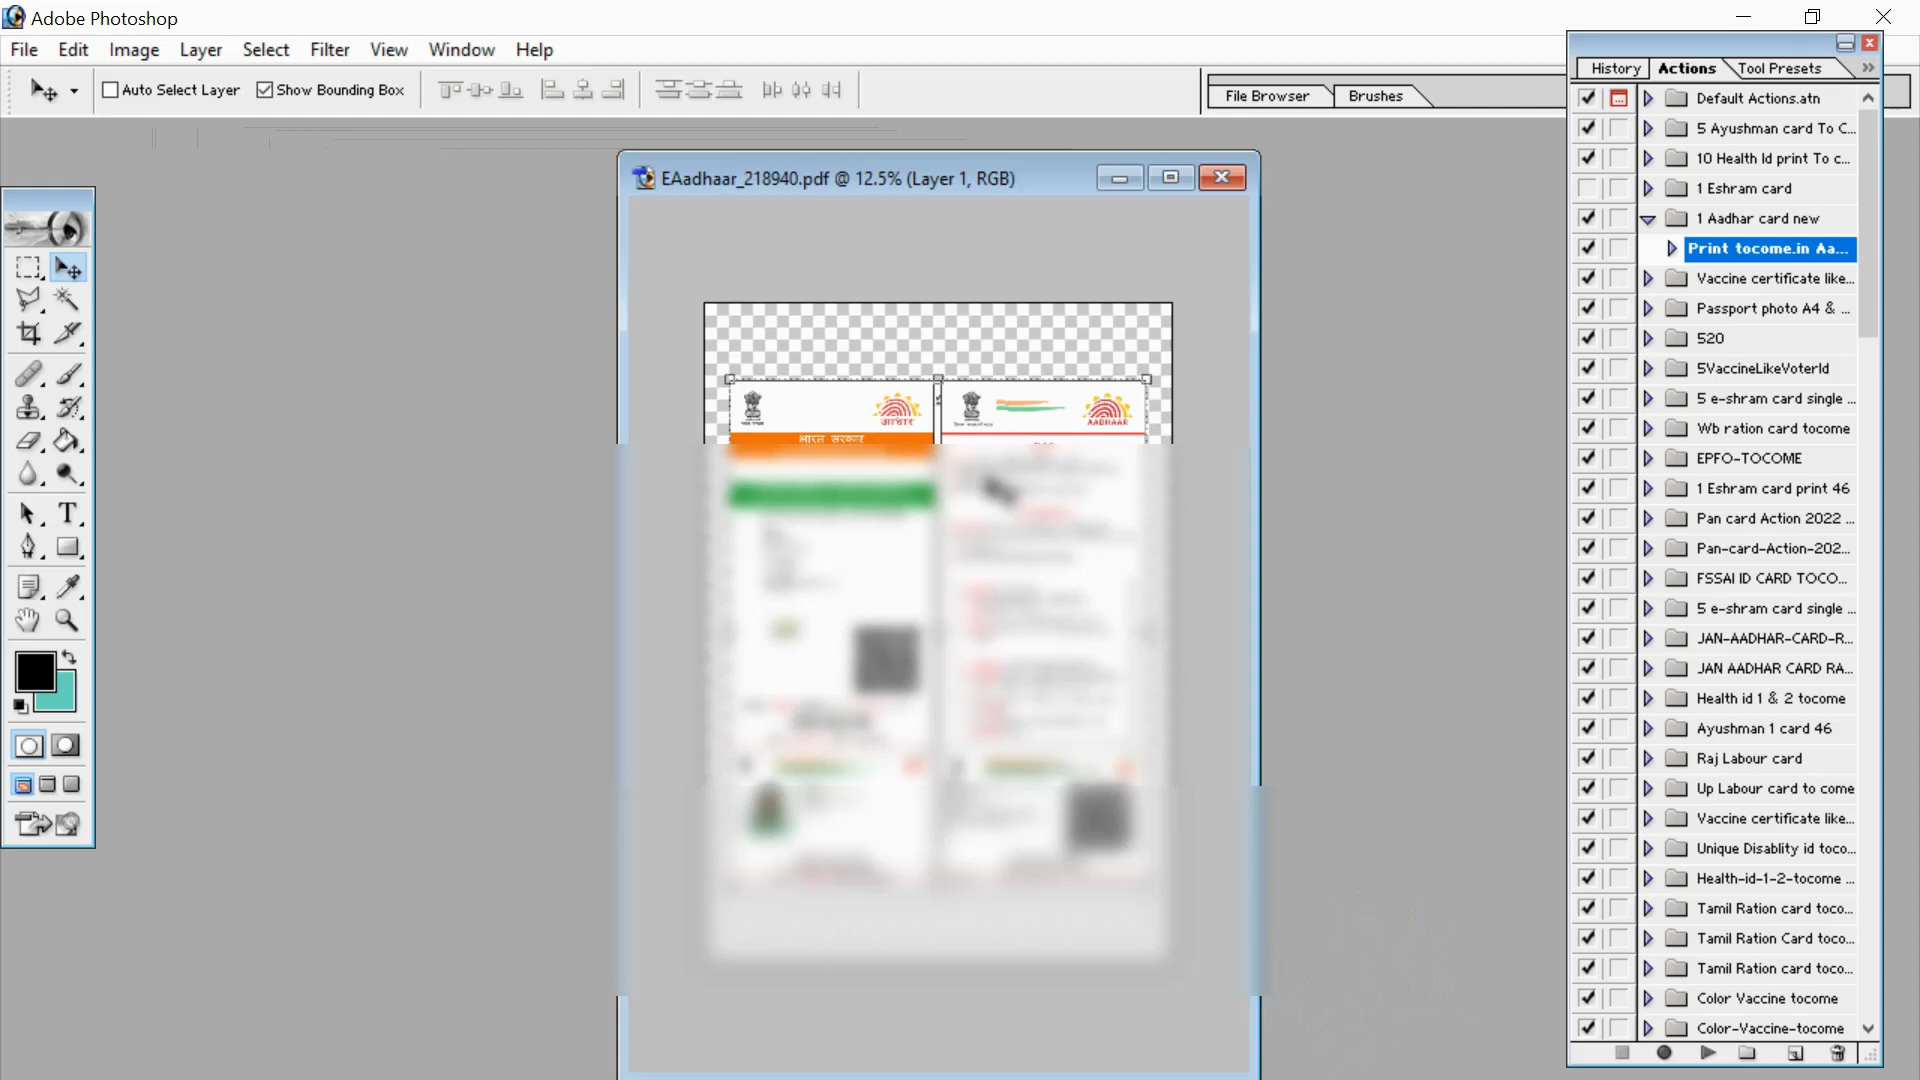 Adobe Photoshop
File Edit Image Layer Select Filter View Window Help
Auto Select Layer Show Bounding Box
File Browser Brushes
History Actions Tool Presets
Default Actions.atn
5 Ayushman card To C...
10 Health Id print To c...
1 Eshram card
1 Aadhar card new
Print tocome.in Aa...
Vaccine certificate like...
Passport photo A4 & ...
520
5VaccineLikeVoterId
5 e-shram card single ...
Wb ration card tocome
EPFO-TOCOME
1 Eshram card print 46
Pan card Action 2022 ...
Pan-card-Action-202...
FSSAI ID CARD TOCO...
5 e-shram card single ...
JAN-AADHAR-CARD-R...
JAN AADHAR CARD RA...
Health id 1 & 2 tocome
Ayushman 1 card 46
Raj Labour card
Up Labour card to come
Vaccine certificate like...
Unique Disablity id toco...
Health-id-1-2-tocome ...
Tamil Ration card toco...
Tamil Ration Card toco...
Tamil Ration card toco...
Color Vaccine tocome
Color-Vaccine-tocome
EAadhaar_218940.pdf @ 12.5% (Layer 1, RGB)
आधार
AADHAAR
भारत सरकार